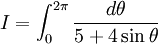 I = \int_0^{2\pi} \frac{d\theta}{5 + 4\sin\theta}